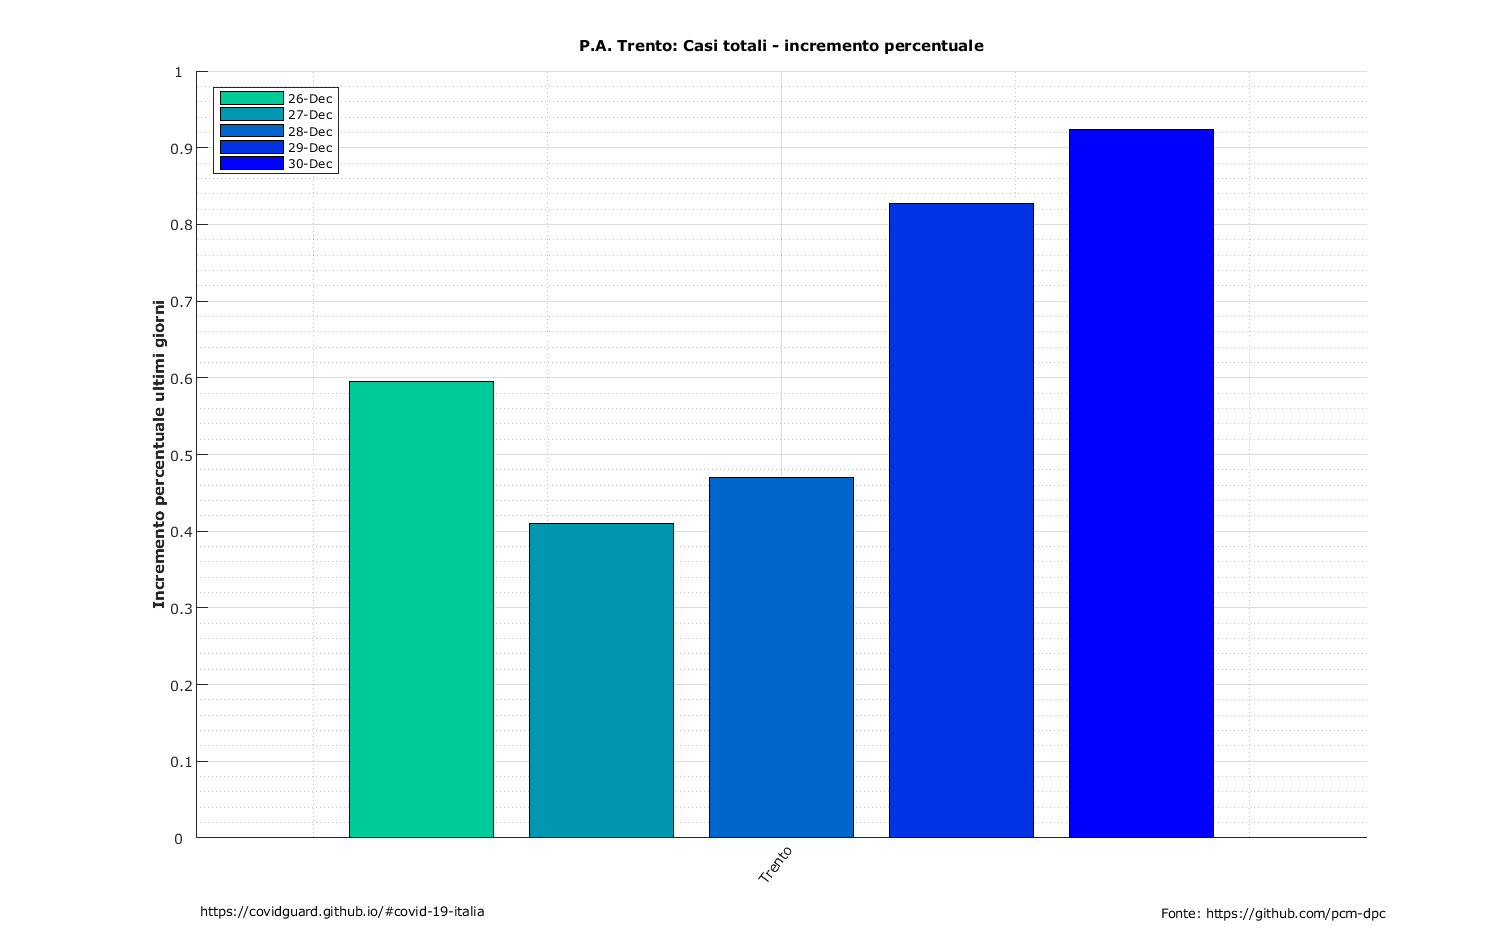 P.A. Trento: Casi totali - incremento percentuale
1
0.9
0.8
0.7
0.6
0.5
0.4
0.3
0.2
0.1
0
Incremento percentuale ultimi giorni
26-Dec
27-Dec
28-Dec
29-Dec
30-Dec
Trento
https://covidguard.github.io/#covid-19-italia
Fonte: https://github.com/pcm-dpc